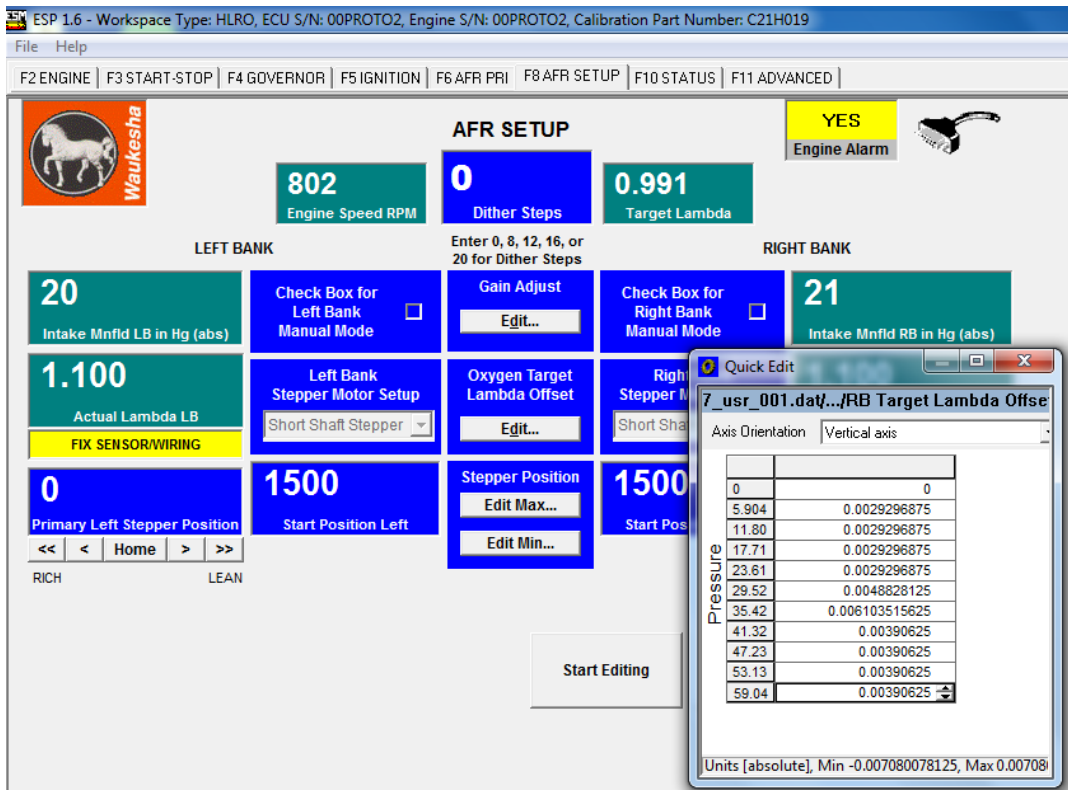 ESP 1.6 - Workspace Type: HLRO, ECU S/N: 00PROTO2, Engine S/N: 00PROTO2, Calibration Part Number: C21H019
File Help
F2 ENGINE F3 START-STOP F4 GOVERNOR F5 IGNITION F6 AFR PRI F8 AFR SETUP F10 STATUS F11 ADVANCED
Waukesha
AFR SETUP
YES
Engine Alarm
802
Engine Speed RPM
0
Dither Steps
0.991
Target Lambda
Enter 0, 8, 12, 16, or
20 for Dither Steps
LEFT BANK
RIGHT BANK
20
Intake Mnfld LB in Hg (abs)
Check Box for
Left Bank
Manual Mode
Gain Adjust
Edit...
Check Box for
Right Bank
Manual Mode
21
Intake Mnfld RB in Hg (abs)
1.100
Actual Lambda LB
FIX SENSOR/WIRING
Left Bank
Stepper Motor Setup
Short Shaft Stepper
Oxygen Target
Lambda Offset
Edit...
Short
0
Primary Left Stepper Position
<< < Home > >>
RICH LEAN
1500
Start Position Left
Stepper Position
Edit Max...
Edit Min...
1500
Start
Start Editing
Quick Edit
7_usr_001.dat/.../RB Target Lambda Offse
Axis Orientation Vertical axis
Pressure
0 0
5.904 0.0029296875
11.80 0.0029296875
17.71 0.0029296875
23.61 0.0029296875
29.52 0.0048828125
35.42 0.006103515625
41.32 0.00390625
47.23 0.00390625
53.13 0.00390625
59.04 0.00390625
Units [absolute], Min -0.007080078125, Max 0.00708